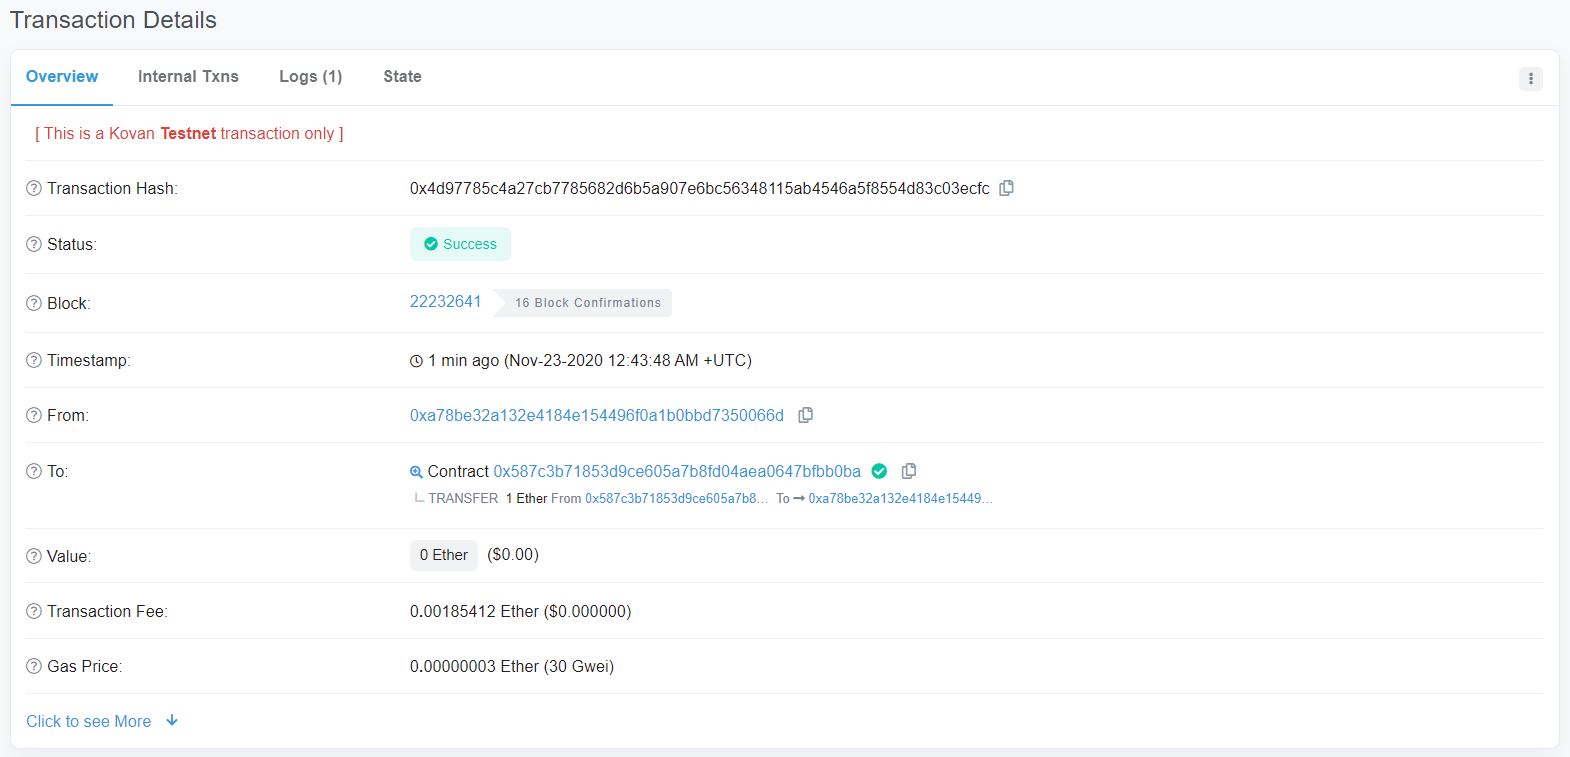 Transaction Details
Overview Internal Txns Logs (1) State
[ This is a Kovan Testnet transaction only ]
Transaction Hash: 0x4d97785c4a27cb7785682d6b5a907e6bc56348115ab4546a5f8554d83c03ecfc
Status: Success
Block: 22232641 16 Block Confirmations
Timestamp: 1 min ago (Nov-23-2020 12:43:48 AM +UTC)
From: 0xa78be32a132e4184e154496f0a1b0bbd7350066d
To: Contract 0x587c3b71853d9ce605a7b8fd04aea0647bfbb0ba
TRANSFER 1 Ether From 0x587c3b71853d9ce605a7b8... To → 0xa78be32a132e4184e15449...
Value: 0 Ether ($0.00)
Transaction Fee: 0.00185412 Ether ($0.000000)
Gas Price: 0.00000003 Ether (30 Gwei)
Click to see More ↓